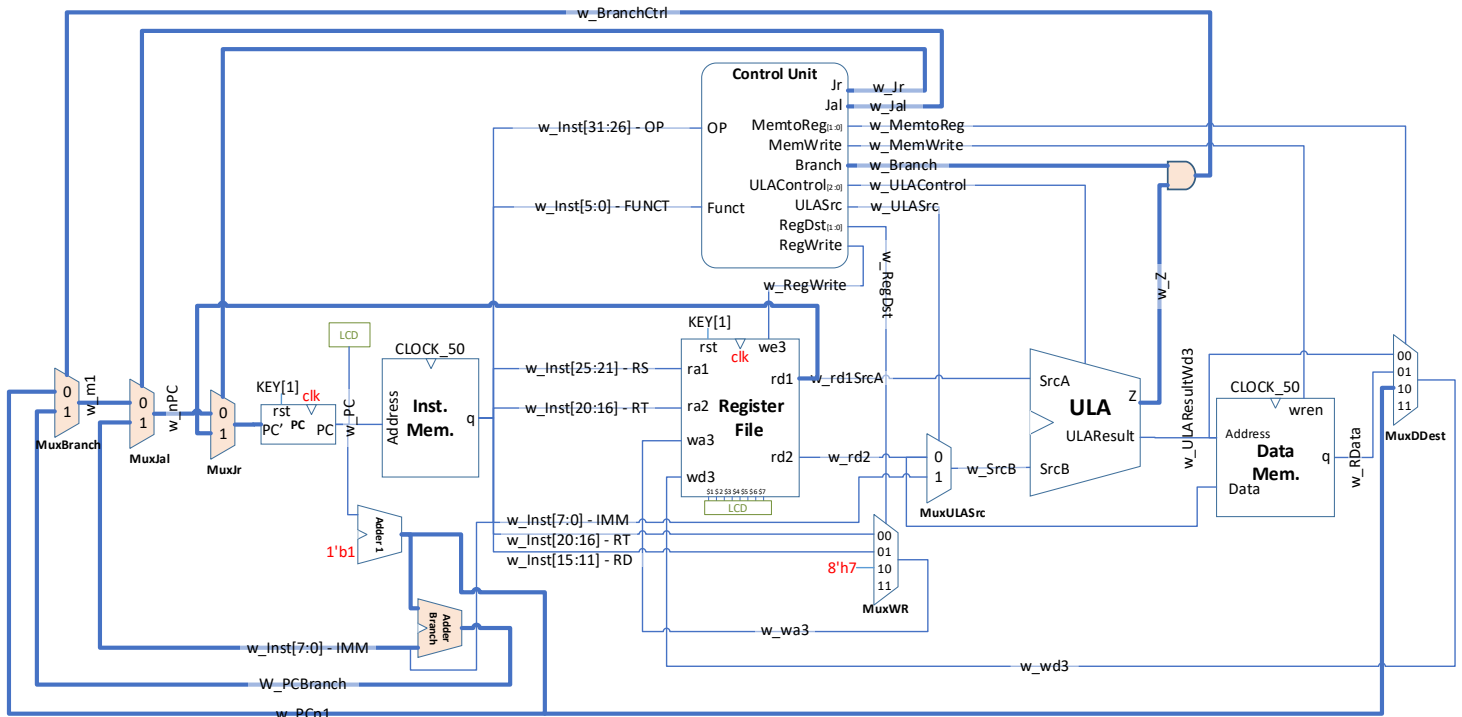 w_BranchCtrl
Control Unit
Jr
w_Jr
Jal
w_Jal
w_Inst[31:26] - OP
OP
MemtoReg[1:0]
w_MemtoReg
MemWrite
w_MemWrite
Branch
w_Branch
ULAControl[2:0]
w_ULAControl
w_Inst[5:0] - FUNCT
Funct
ULASrc
w_ULASrc
RegDst[1:0]
RegWrite
w_RegDst
w_Z
w_RegWrite
LCD
KEY[1]
rst
clk
we3
CLOCK_50
w_Inst[25:21] - RS
ra1
rd1
w_rd1SrcA
SrcA
00
01
10
11
MuxDDest
0
1
MuxBranch
w_m1
0
1
MuxJal
w_nPC
0
1
MuxJr
KEY[1]
clk
rst
PC'
PC
PC
w_PC
Address
Inst.
Mem.
q
w_Inst[20:16] - RT
ra2
Register
File
wa3
wd3
rd2
w_rd2
$1 $2 $3 $4 $5 $6 $7
LCD
0
1
MuxULASrc
w_SrcB
ULA
Z
ULAResult
SrcB
w_ULAResultWd3
CLOCK_50
wren
Address
Data
Mem.
q
Data
w_RData
Adder 1
1'b1
w_Inst[7:0] - IMM
w_Inst[20:16] - RT
w_Inst[15:11] - RD
00
01
8'h7
10
11
MuxWR
Adder
Branch
w_wa3
w_Inst[7:0] - IMM
w_wd3
W_PCBranch
w_PCp1